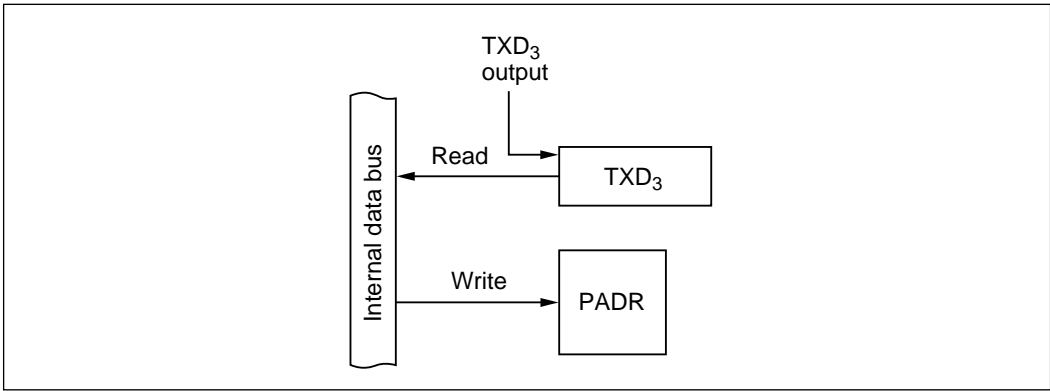 TXD₃
output
Read
TXD₃
Internal data bus
Write
PADR